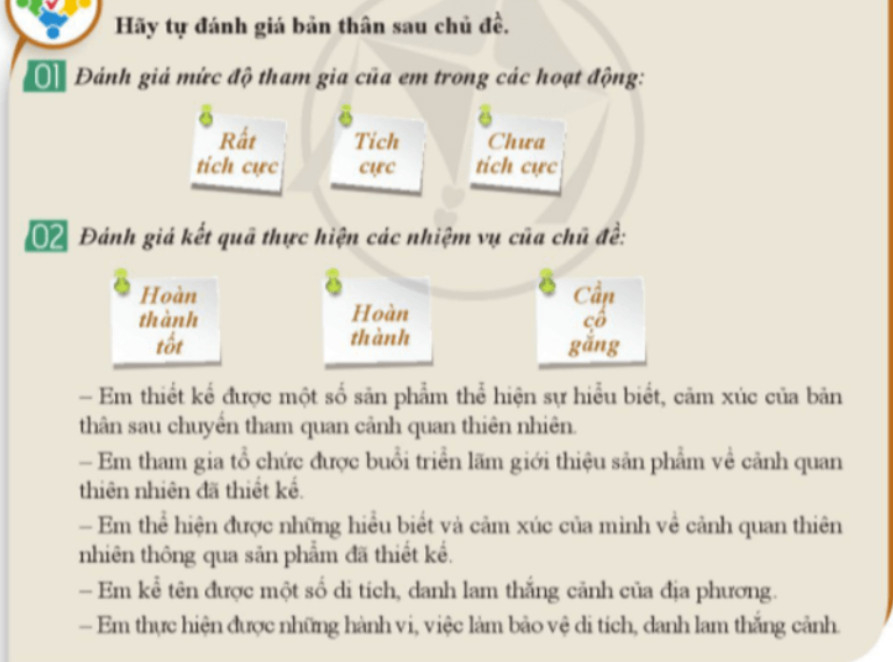 Hãy tự đánh giá bản thân sau chủ đề.
01 Đánh giá mức độ tham gia của em trong các hoạt động:
Rất
tích cực
Tích
cực
Chưa
tích cực
02 Đánh giá kết quả thực hiện các nhiệm vụ của chủ đề:
Hoàn
thành
tốt
Hoàn
thành
Cần
cố
gắng
– Em thiết kế được một số sản phẩm thể hiện sự hiểu biết, cảm xúc của bản
thân sau chuyến tham quan cảnh quan thiên nhiên.
– Em tham gia tổ chức được buổi triển lãm giới thiệu sản phẩm về cảnh quan
thiên nhiên đã thiết kế.
– Em thể hiện được những hiểu biết và cảm xúc của mình về cảnh quan thiên
nhiên thông qua sản phẩm đã thiết kế.
– Em kể tên được một số di tích, danh lam thắng cảnh của địa phương.
– Em thực hiện được những hành vi, việc làm bảo vệ di tích, danh lam thắng cảnh.